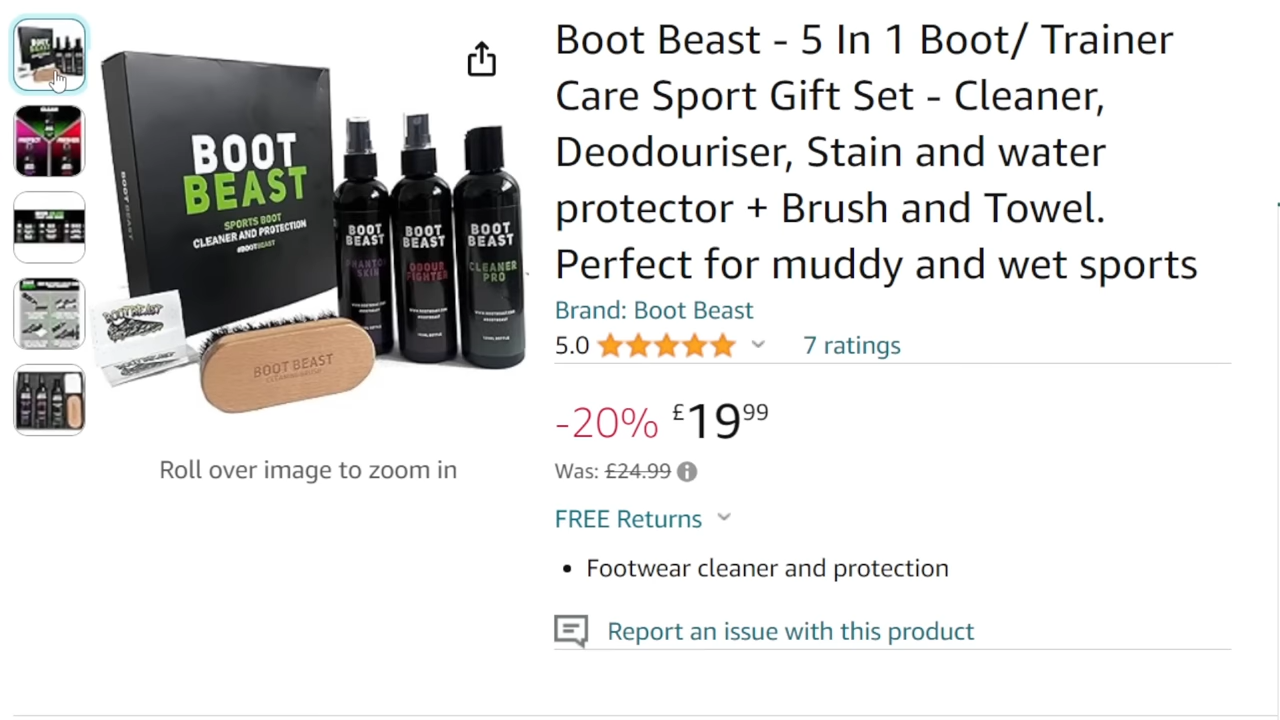 Boot Beast - 5 In 1 Boot/ Trainer
Care Sport Gift Set - Cleaner,
Deodouriser, Stain and water
protector + Brush and Towel.
Perfect for muddy and wet sports
Brand: Boot Beast
5.0
7 ratings
-20% £19⁹⁹
Was: £24.99
FREE Returns
Footwear cleaner and protection
Report an issue with this product
BOOT
BEAST
SPORTS BOOT
CLEANER AND PROTECTION
#BOOTBEAST
BOOT BEAST
BOOT
BEAST
PHANTOM
SKIN
BOOT
BEAST
ODOUR
FIGHTER
BOOT
BEAST
CLEANER
PRO
BOOT BEAST
CLEANING BRUSH
Roll over image to zoom in